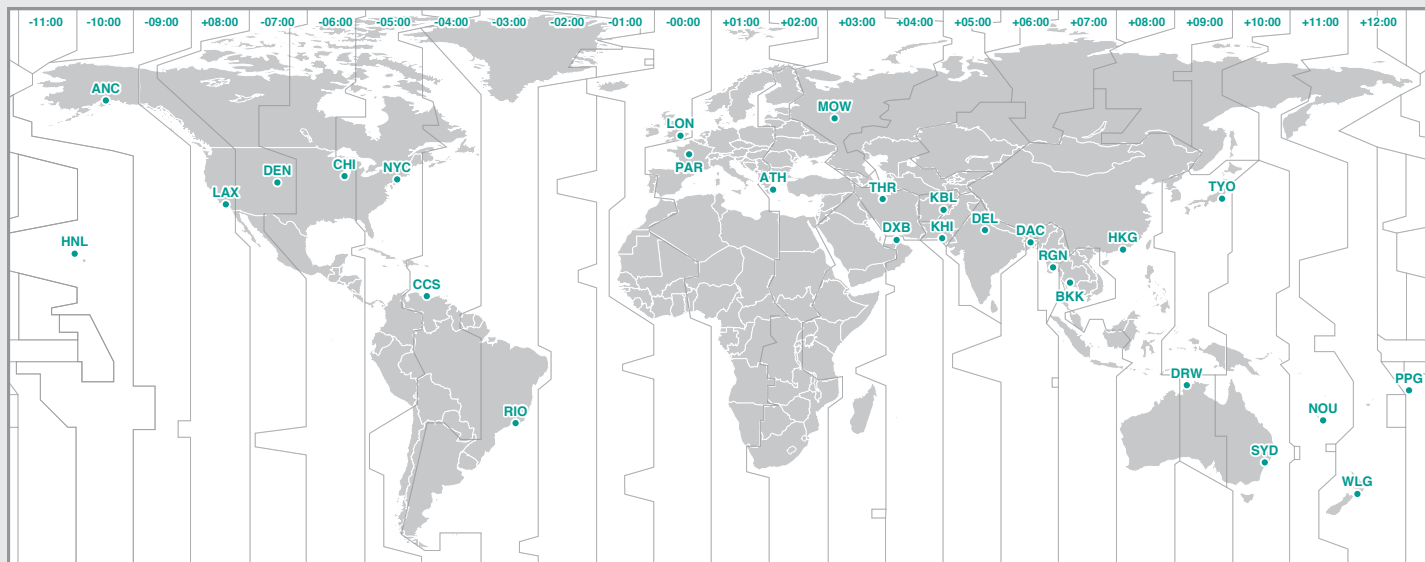 -11:00 -10:00 -09:00 +08:00 -07:00 -06:00 -05:00 -04:00 -03:00 -02:00 -01:00 -00:00 +01:00 +02:00 +03:00 +04:00 +05:00 +06:00 +07:00 +08:00 +09:00 +10:00 +11:00 +12:00
ANC
MOW
LON
CHI
NYC
PAR
DEN
ATH
THR
TYO
LAX
KBL
DEL
DXB
KHI
DAC
HKG
HNL
RGN
CCS
BKK
DRW
PPG
RIO
NOU
SYD
WLG